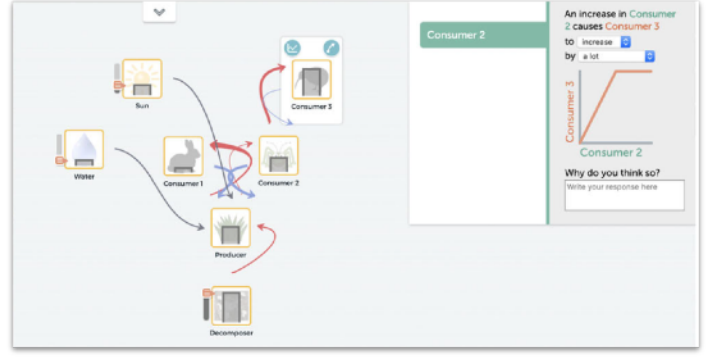 Consumer 2
An increase in Consumer
2 causes Consumer 3
to increase
by a lot
Consumer 3
Consumer 2
Why do you think so?
Write your response here
Consumer 3
Sun
Water
Consumer 1
Consumer 2
Producer
Decomposer